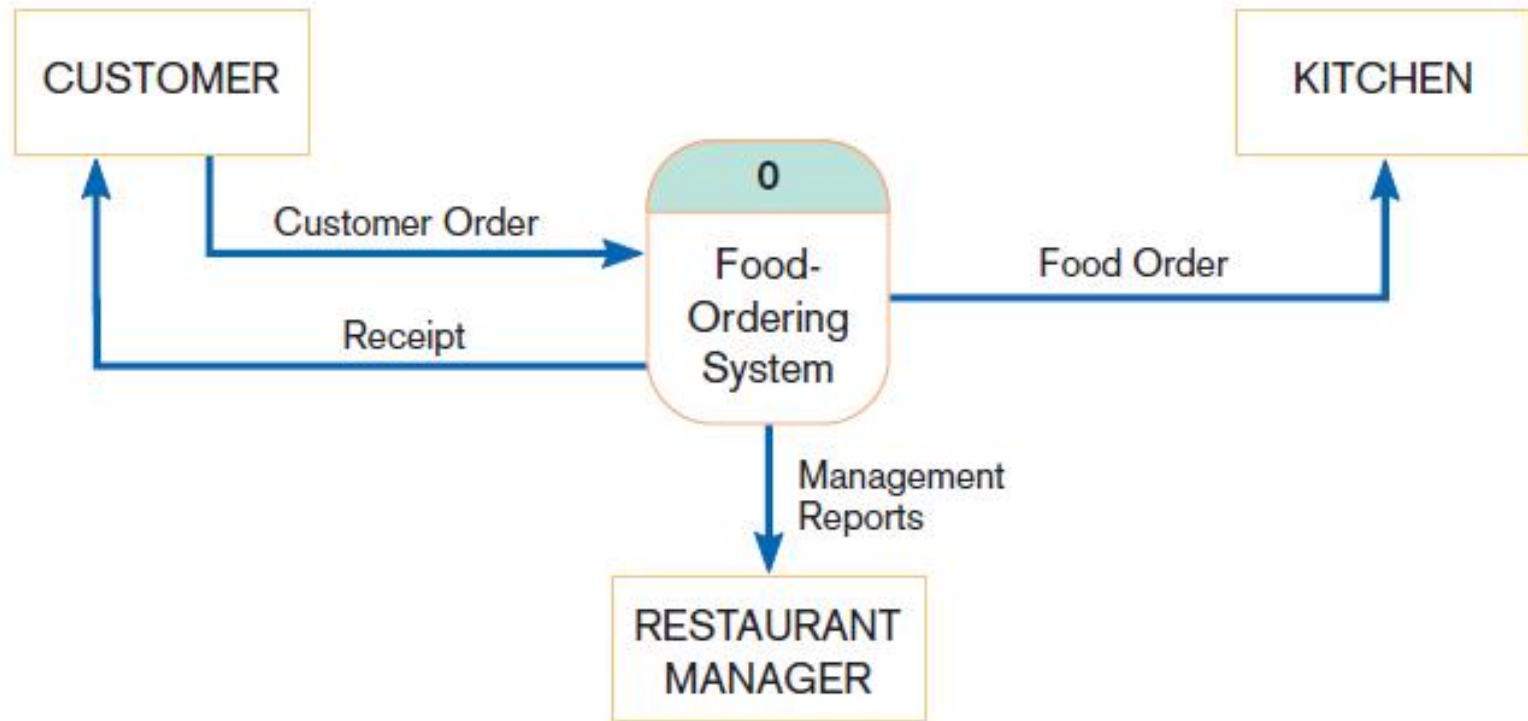 CUSTOMER
KITCHEN
0
Customer Order
Food-
Ordering
System
Food Order
Receipt
Management
Reports
RESTAURANT
MANAGER